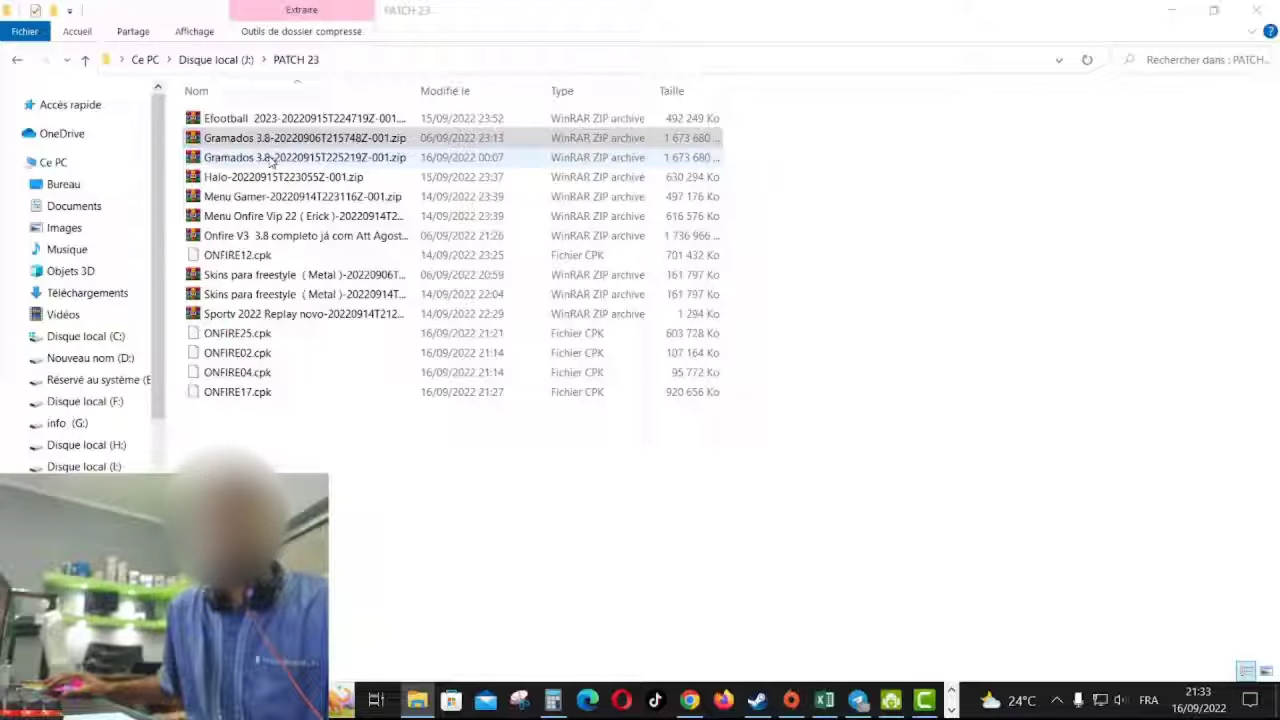 Extraire
PATCH 23
Fichier
Accueil
Partage
Affichage
Outils de dossier compressé
Ce PC > Disque local (J:) > PATCH 23
Rechercher dans : PATCH...
Nom Modifié le Type Taille
Efootball 2023-20220915T224719Z-001.... 15/09/2022 23:52 WinRAR ZIP archive 492 249 Ko
Gramados 3.8-20220906T215748Z-001.zip 06/09/2022 23:13 WinRAR ZIP archive 1 673 680 ...
Gramados 3.8-20220915T225219Z-001.zip 16/09/2022 00:07 WinRAR ZIP archive 1 673 680 ...
Halo-20220915T223055Z-001.zip 15/09/2022 23:37 WinRAR ZIP archive 630 294 Ko
Menu Gamer-20220914T223116Z-001.zip 14/09/2022 23:39 WinRAR ZIP archive 497 176 Ko
Menu Onfire Vip 22 ( Erick )-20220914T2... 14/09/2022 23:39 WinRAR ZIP archive 616 576 Ko
Onfire V3 3.8 completo já com Att Agost... 06/09/2022 21:26 WinRAR ZIP archive 1 736 966 ...
ONFIRE12.cpk 14/09/2022 23:25 Fichier CPK 701 432 Ko
Skins para freestyle ( Metal )-20220906T... 06/09/2022 20:59 WinRAR ZIP archive 161 797 Ko
Skins para freestyle ( Metal )-20220914T... 14/09/2022 22:04 WinRAR ZIP archive 161 797 Ko
Sportv 2022 Replay novo-20220914T212... 14/09/2022 22:29 WinRAR ZIP archive 1 294 Ko
ONFIRE25.cpk 16/09/2022 21:21 Fichier CPK 603 728 Ko
ONFIRE02.cpk 16/09/2022 21:14 Fichier CPK 107 164 Ko
ONFIRE04.cpk 16/09/2022 21:14 Fichier CPK 95 772 Ko
ONFIRE17.cpk 16/09/2022 21:27 Fichier CPK 920 656 Ko
Accès rapide
OneDrive
Ce PC
Bureau
Documents
Images
Musique
Objets 3D
Téléchargements
Vidéos
Disque local (C:)
Nouveau nom (D:)
Réservé au système (E
Disque local (F:)
info (G:)
Disque local (H:)
Disque local (I:)
24°C
FRA
21:33
16/09/2022